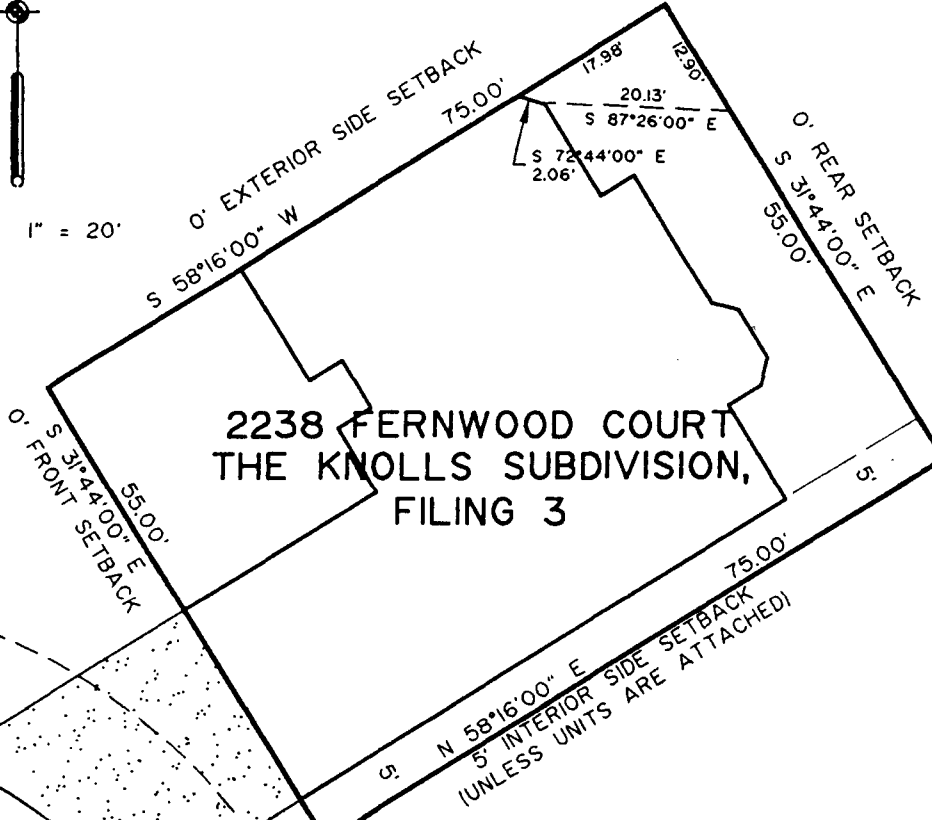 1" = 20'
0' EXTERIOR SIDE SETBACK
75.00'
S 58°16'00" W
17.98'
12.90'
20.13'
S 87°26'00" E
S 72°44'00" E
2.06'
0' REAR SETBACK
S 31°44'00" E
55.00'
2238 FERNWOOD COURT
THE KNOLLS SUBDIVISION,
FILING 3
0' FRONT SETBACK
S 31°44'00" E
55.00'
5'
75.00'
N 58°16'00" E
5' INTERIOR SIDE SETBACK
(UNLESS UNITS ARE ATTACHED)
5'